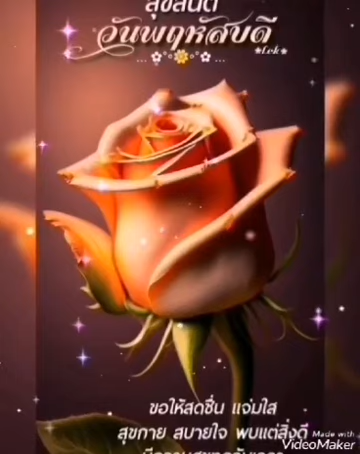 สุขสันต์
วันพฤหัสบดี
*Lek*
ขอให้สดชื่น แจ่มใส
สุขกาย สบายใจ พบแต่สิ่งดี
Made with
VideoMaker